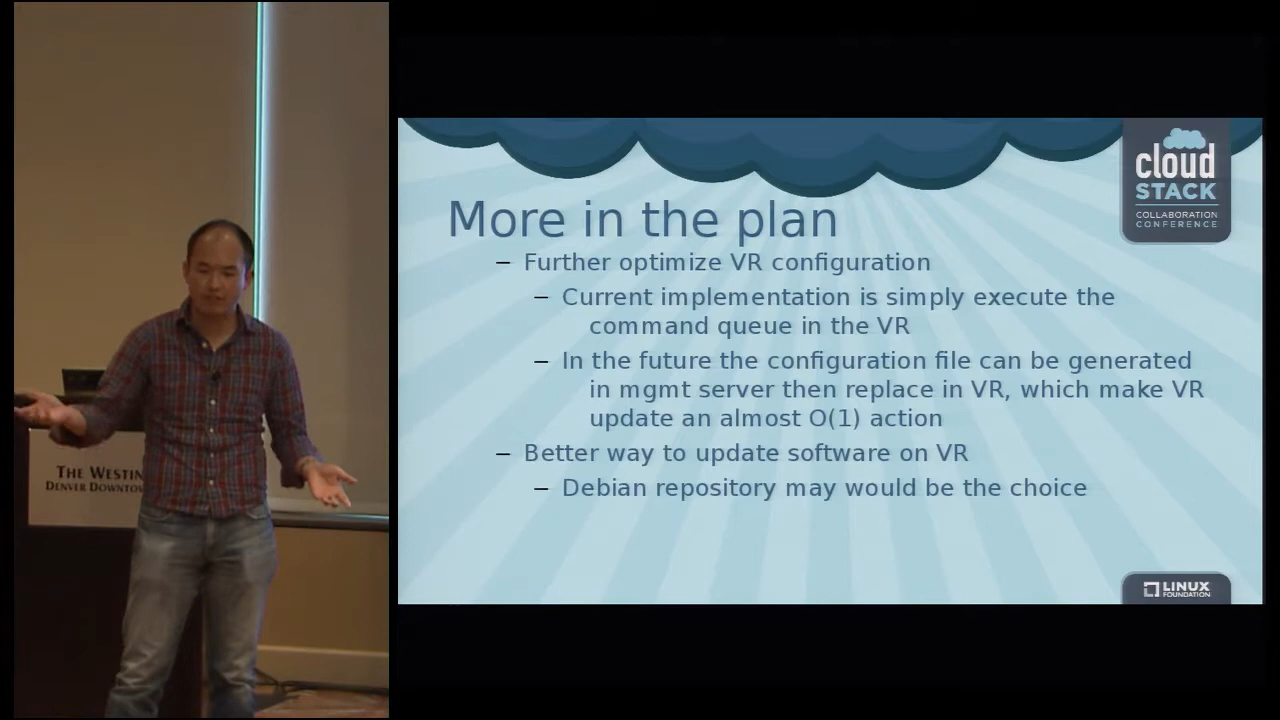 THE WESTIN
DENVER DOWNTO
cloud
STACK
COLLABORATION
CONFERENCE
More in the plan
– Further optimize VR configuration
– Current implementation is simply execute the
command queue in the VR
– In the future the configuration file can be generated
in mgmt server then replace in VR, which make VR
update an almost O(1) action
– Better way to update software on VR
– Debian repository may would be the choice
LINUX
FOUNDATION